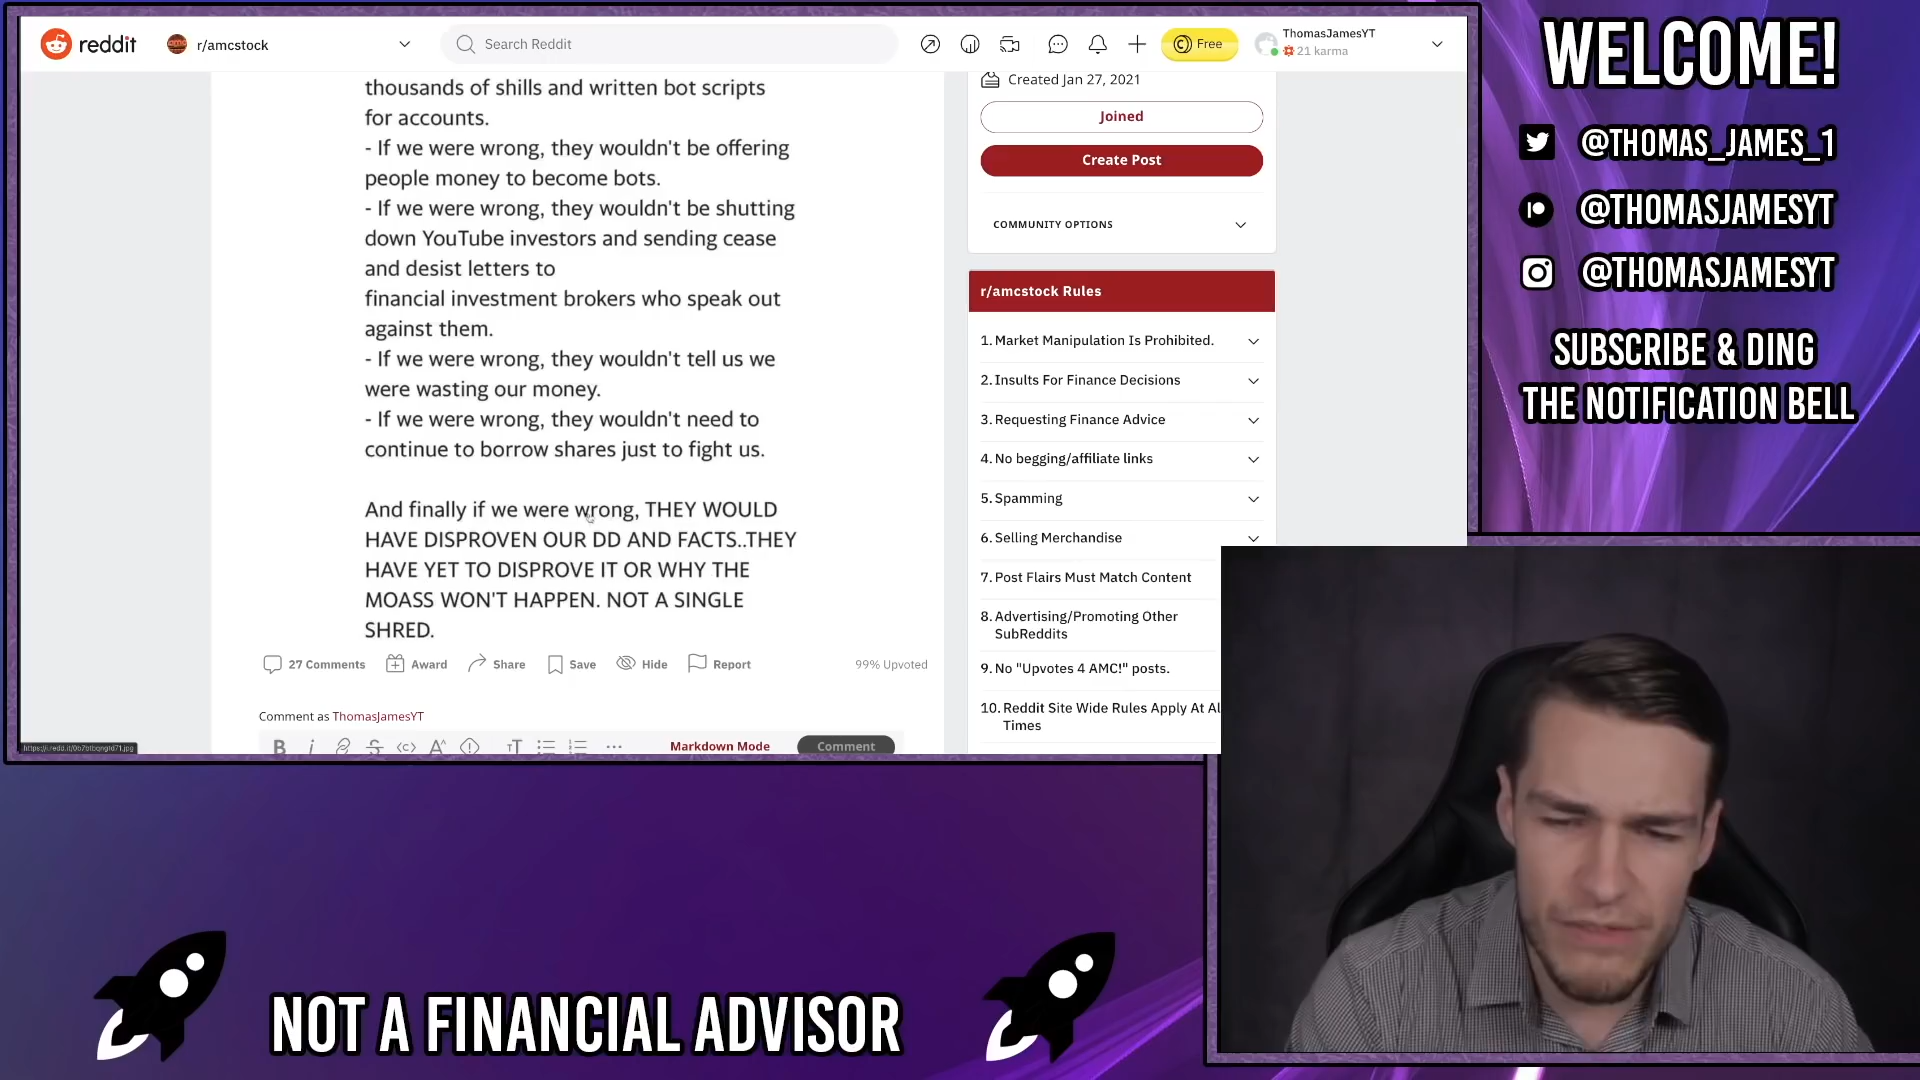 reddit
r/amcstock
Search Reddit
Free
ThomasJamesYT
21 karma
thousands of shills and written bot scripts
for accounts.
- If we were wrong, they wouldn't be offering
people money to become bots.
- If we were wrong, they wouldn't be shutting
down YouTube investors and sending cease
and desist letters to
financial investment brokers who speak out
against them.
- If we were wrong, they wouldn't tell us we
were wasting our money.
- If we were wrong, they wouldn't need to
continue to borrow shares just to fight us.
And finally if we were wrong, THEY WOULD
HAVE DISPROVEN OUR DD AND FACTS..THEY
HAVE YET TO DISPROVE IT OR WHY THE
MOASS WON'T HAPPEN. NOT A SINGLE
SHRED.
27 Comments
Award
Share
Save
Hide
Report
99% Upvoted
Comment as ThomasJamesYT
Markdown Mode
Comment
Created Jan 27, 2021
Joined
Create Post
COMMUNITY OPTIONS
r/amcstock Rules
1. Market Manipulation Is Prohibited.
2. Insults For Finance Decisions
3. Requesting Finance Advice
4. No begging/affiliate links
5. Spamming
6. Selling Merchandise
7. Post Flairs Must Match Content
8. Advertising/Promoting Other
SubReddits
9. No "Upvotes 4 AMC!" posts.
10. Reddit Site Wide Rules Apply At Al
Times
WELCOME!
@THOMAS_JAMES_1
@THOMASJAMESYT
@THOMASJAMESYT
SUBSCRIBE & DING
THE NOTIFICATION BELL
NOT A FINANCIAL ADVISOR